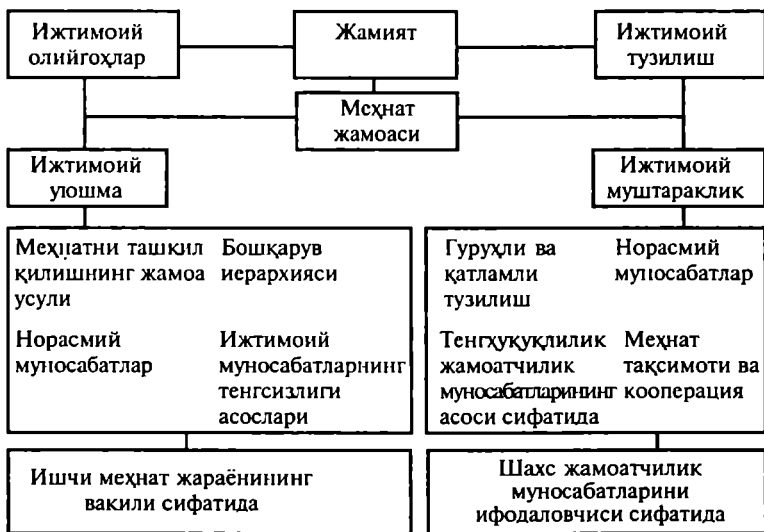 Ижтимоий
олийгоҳлар
Жамият
Ижтимоий
тузилиш
Меҳнат
жамоаси
Ижтимоий
уюшма
Ижтимоий
муштараклик
Меҳнатни ташкил
қилишнинг жамоа
усули
Бошқарув
иерархияси
Норасмий
муносабатлар
Ижтимоий
муносабатларнинг
тенгсизлиги
асослари
Гуруҳли ва
қатламли
тузилиш
Норасмий
муносабатлар
Тенгҳуқуқлилик
жамоатчилик
муносабатларининг
асоси сифатида
Меҳнат
тақсимоти ва
кооперация
Ишчи меҳнат жараёнининг
вакили сифатида
Шахс жамоатчилик
муносабатларини
ифодаловчиси сифатида